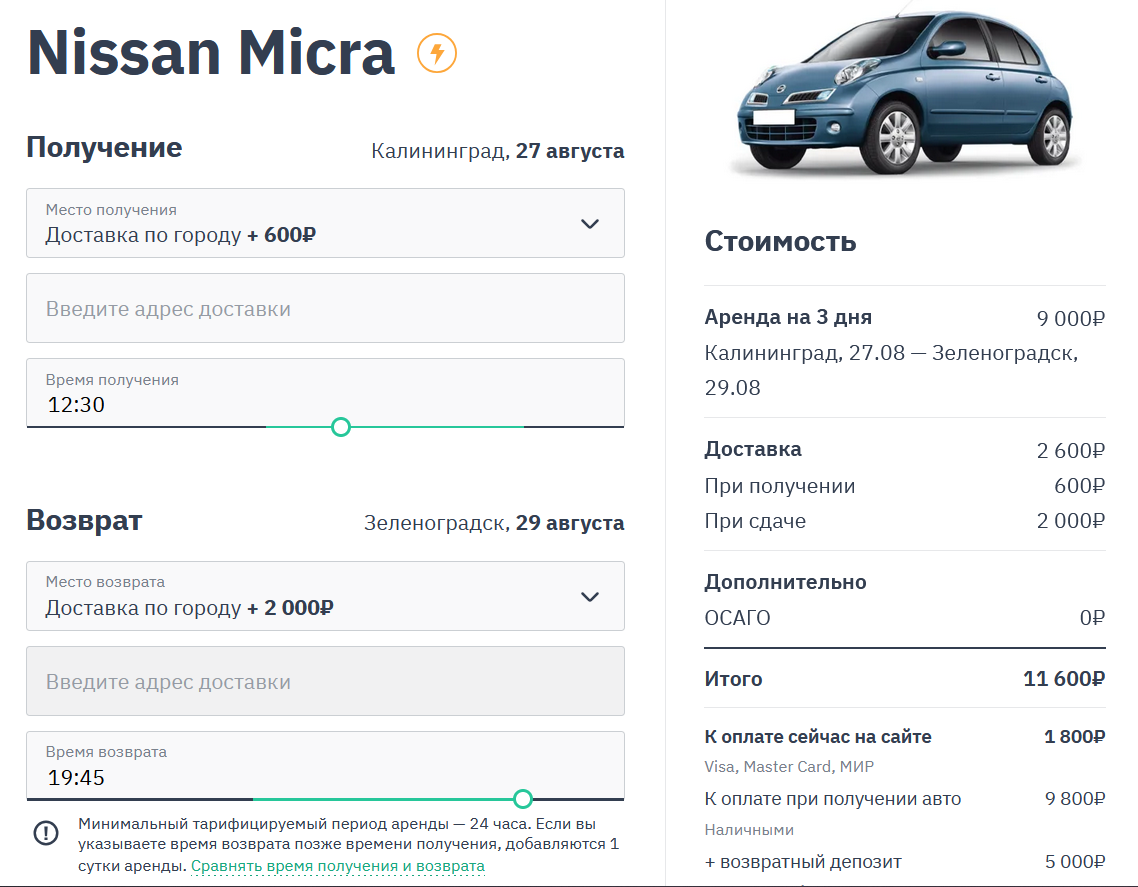 Nissan Micra
Получение
Калининград, 27 августа
Место получения
Доставка по городу + 600₽
Введите адрес доставки
Время получения
12:30
Возврат
Зеленоградск, 29 августа
Место возврата
Доставка по городу + 2 000₽
Введите адрес доставки
Время возврата
19:45
Минимальный тарифицируемый период аренды — 24 часа. Если вы
указываете время возврата позже времени получения, добавляются 1
сутки аренды. Сравнять время получения и возврата
Стоимость
Аренда на 3 дня 9 000₽
Калининград, 27.08 — Зеленоградск,
29.08
Доставка 2 600₽
При получении 600₽
При сдаче 2 000₽
Дополнительно
ОСАГО 0₽
Итого 11 600₽
К оплате сейчас на сайте 1 800₽
Visa, Master Card, МИР
К оплате при получении авто 9 800₽
Наличными
+ возвратный депозит 5 000₽